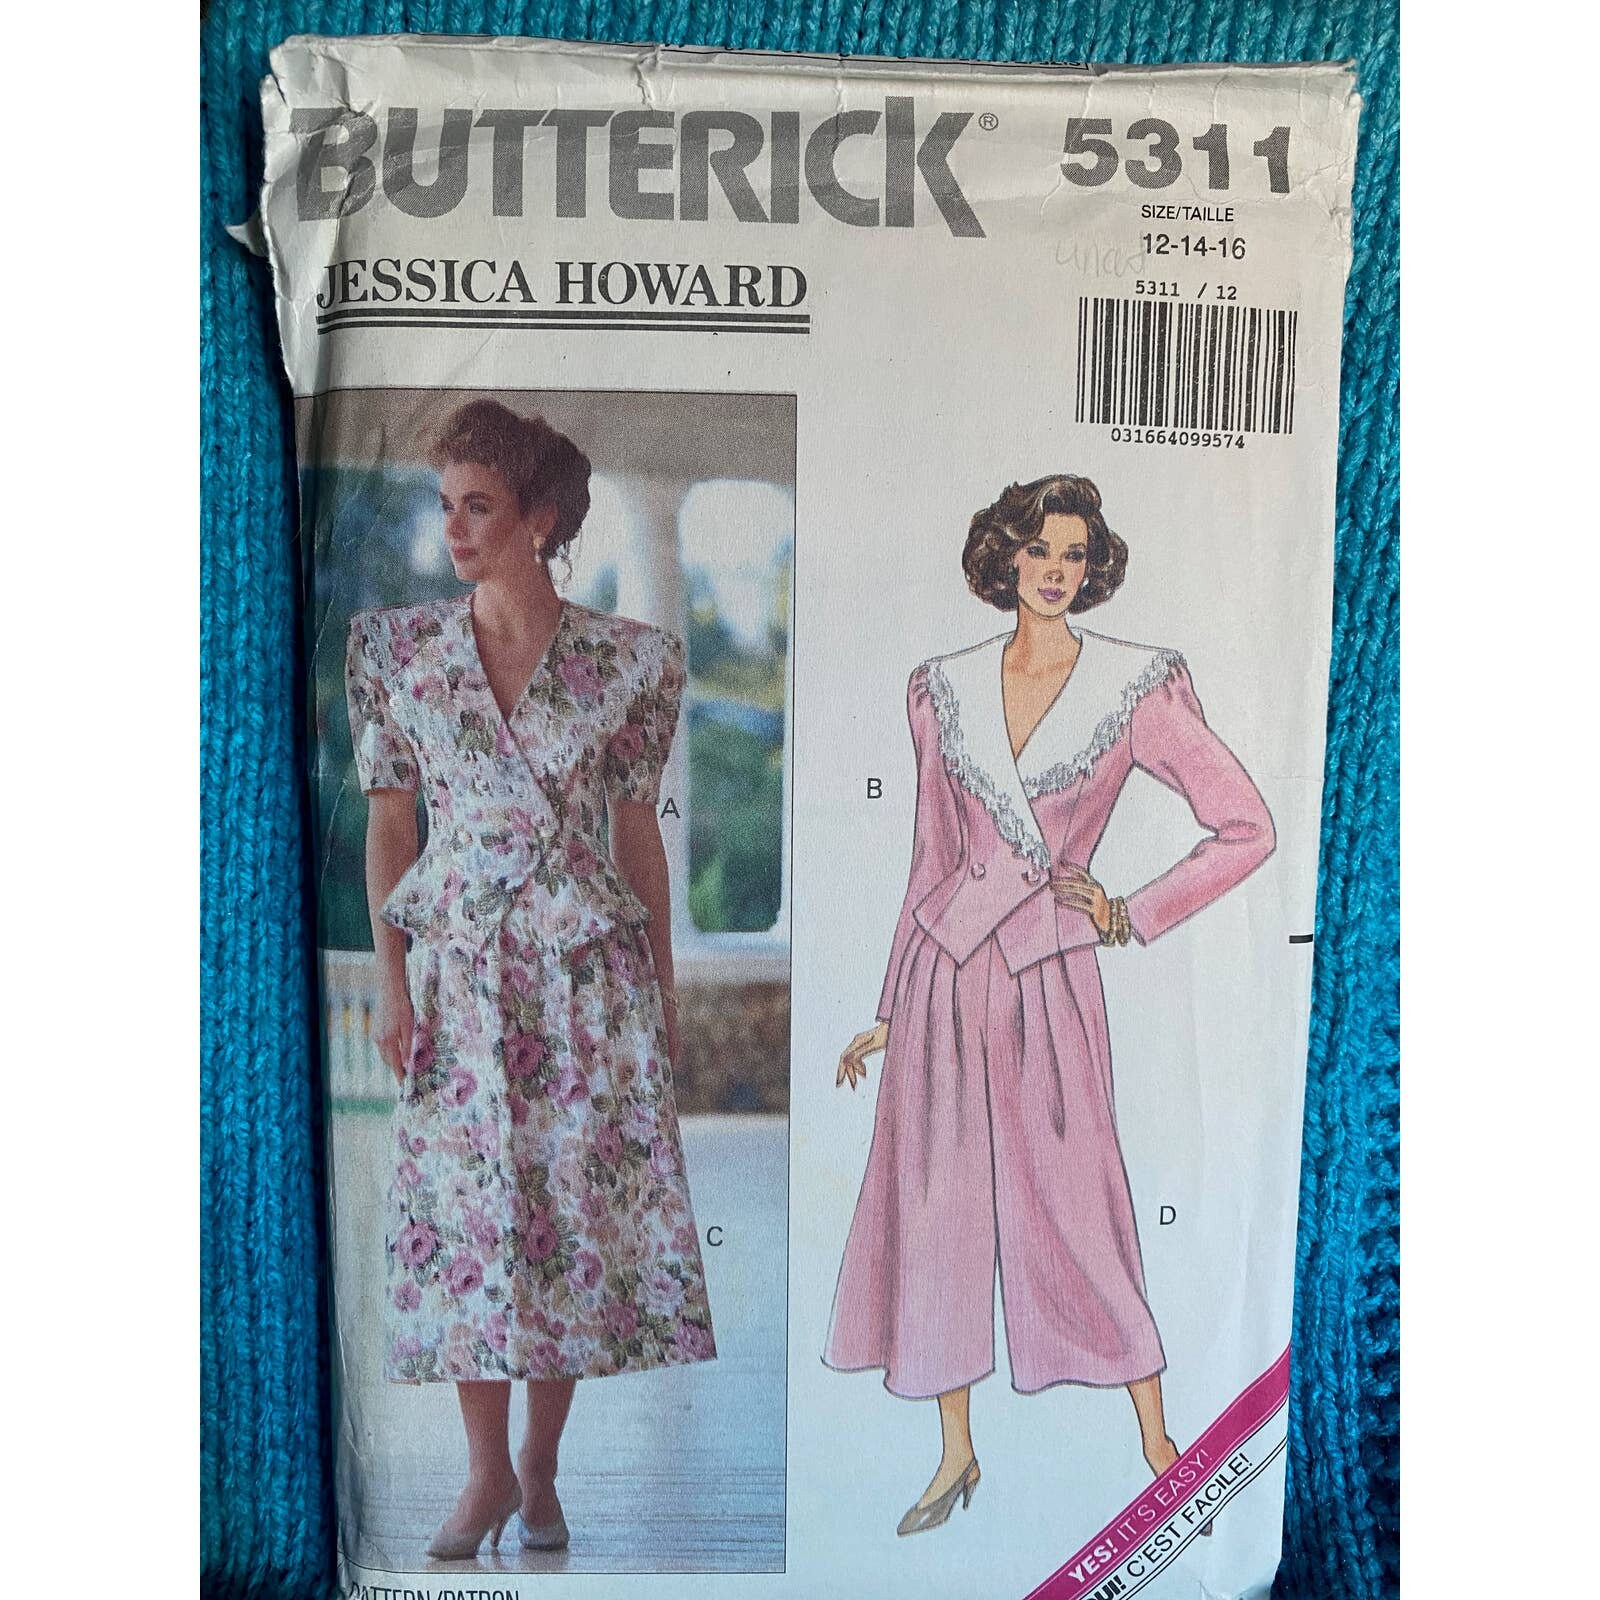 BUTTERICK® 5311
SIZE/TAILLE
12-14-16
uncut
5311 / 12
031664099574
JESSICA HOWARD
A
B
C
D
YES! IT'S EASY!
OUI! C'EST FACILE!
PATTERN/PATRON